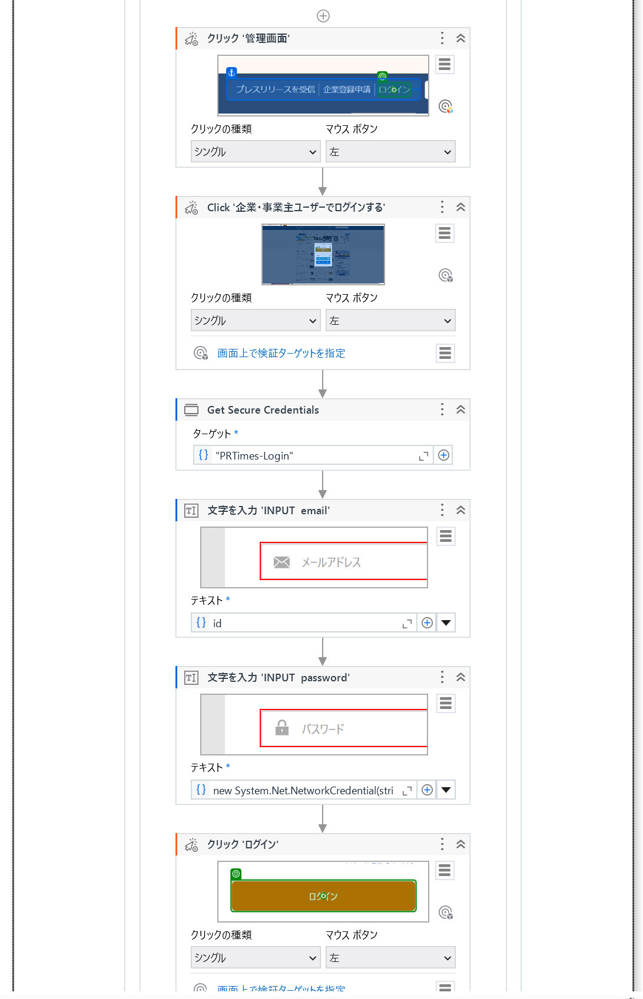 クリック '管理画面'
プレスリリースを受信 企業登録申請 ログイン
クリックの種類 マウス ボタン
シングル 左
Click '企業・事業主ユーザーでログインする'
クリックの種類 マウス ボタン
シングル 左
画面上で検証ターゲットを指定
Get Secure Credentials
ターゲット *
{} "PRTimes-Login"
文字を入力 'INPUT  email'
メールアドレス
テキスト *
{} id
文字を入力 'INPUT  password'
パスワード
テキスト *
{} new System.Net.NetworkCredential(stri
クリック 'ログイン'
ログイン
クリックの種類 マウス ボタン
シングル 左
画面上で検証ターゲットを指定